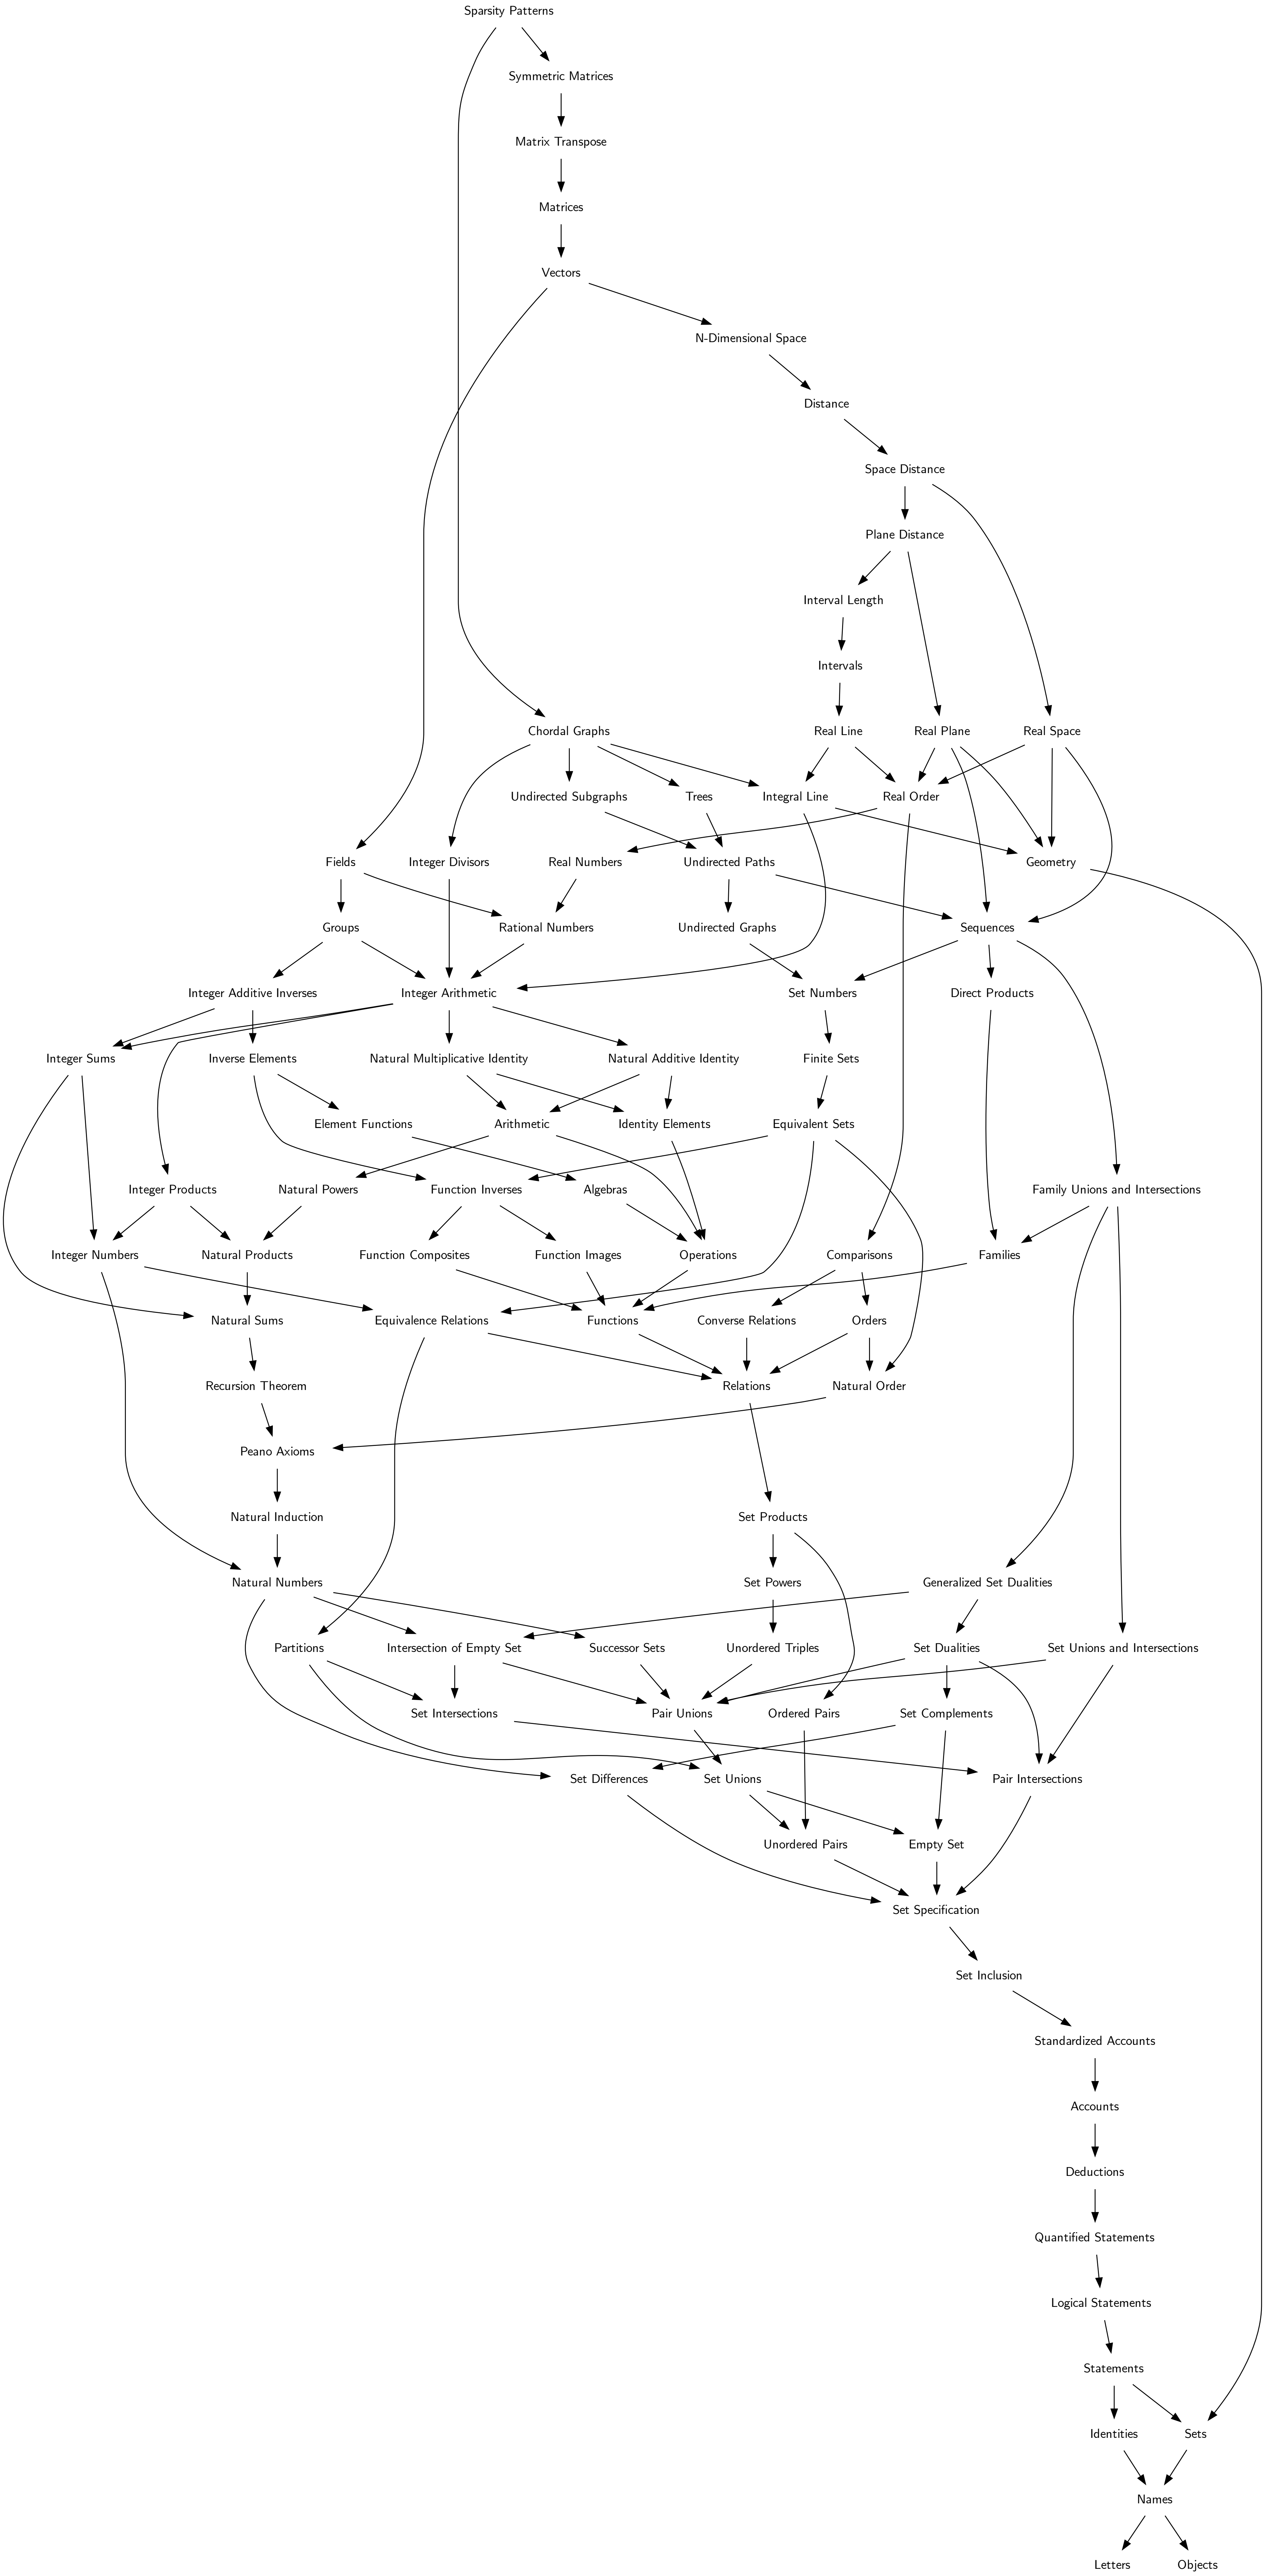 Sparsity Patterns
Symmetric Matrices
Matrix Transpose
Matrices
Vectors
N-Dimensional Space
Distance
Space Distance
Plane Distance
Interval Length
Intervals
Chordal Graphs
Real Line
Real Plane
Real Space
Undirected Subgraphs
Trees
Integral Line
Real Order
Fields
Integer Divisors
Real Numbers
Undirected Paths
Geometry
Groups
Rational Numbers
Undirected Graphs
Sequences
Integer Additive Inverses
Integer Arithmetic
Set Numbers
Direct Products
Integer Sums
Inverse Elements
Natural Multiplicative Identity
Natural Additive Identity
Finite Sets
Element Functions
Arithmetic
Identity Elements
Equivalent Sets
Integer Products
Natural Powers
Function Inverses
Algebras
Family Unions and Intersections
Integer Numbers
Natural Products
Function Composites
Function Images
Operations
Comparisons
Families
Natural Sums
Equivalence Relations
Functions
Converse Relations
Orders
Recursion Theorem
Relations
Natural Order
Peano Axioms
Natural Induction
Set Products
Natural Numbers
Set Powers
Generalized Set Dualities
Partitions
Intersection of Empty Set
Successor Sets
Unordered Triples
Set Dualities
Set Unions and Intersections
Set Intersections
Pair Unions
Ordered Pairs
Set Complements
Set Differences
Set Unions
Pair Intersections
Unordered Pairs
Empty Set
Set Specification
Set Inclusion
Standardized Accounts
Accounts
Deductions
Quantified Statements
Logical Statements
Statements
Identities
Sets
Names
Letters
Objects